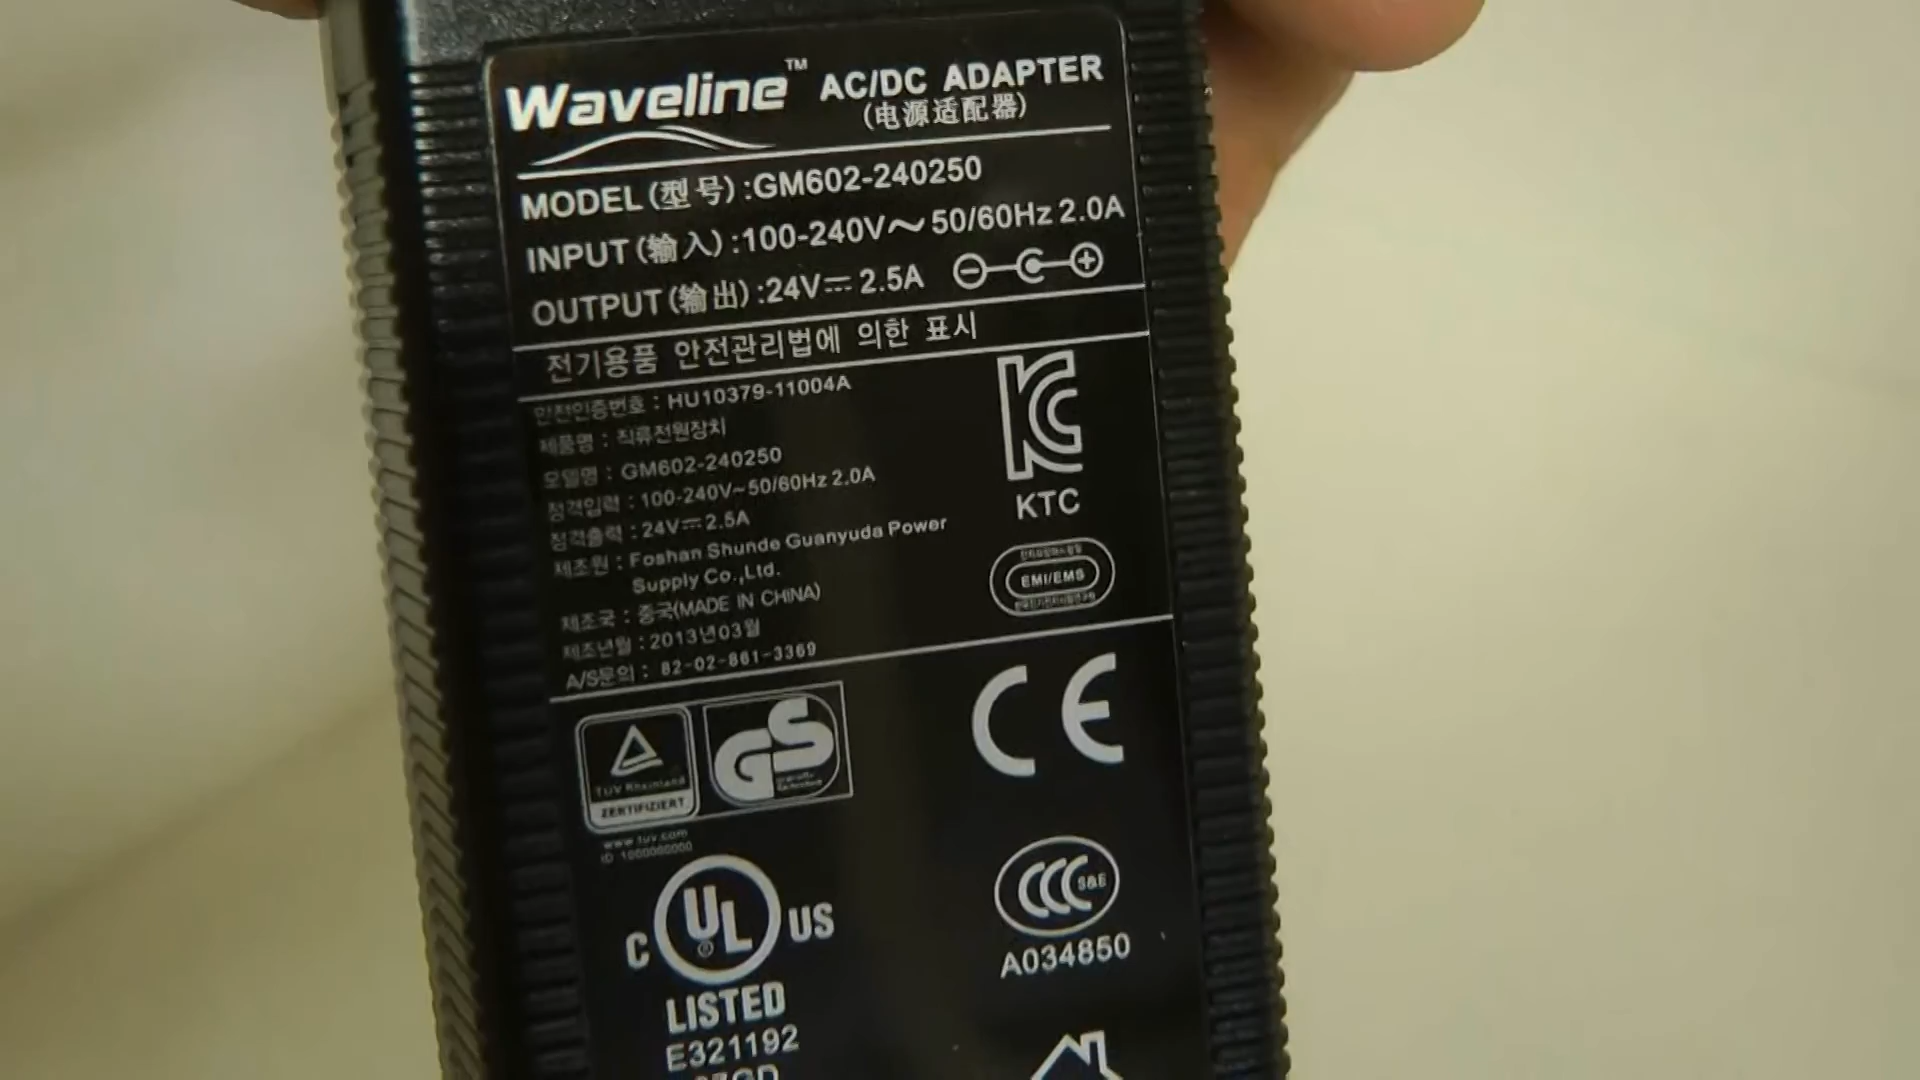 Waveline™ AC/DC ADAPTER
(电源适配器)
MODEL(型号):GM602-240250
INPUT(输入):100-240V～50/60Hz 2.0A
OUTPUT(输出):24V⎓2.5A
전기용품 안전관리법에 의한 표시
안전인증번호 : HU10379-11004A
제품명 : 직류전원장치
모델명 : GM602-240250
정격입력 : 100-240V~50/60Hz 2.0A
정격출력 : 24V⎓2.5A
제조원 : Foshan Shunde Guanyuda Power
Supply Co.,Ltd.
제조국 : 중국(MADE IN CHINA)
제조년월 : 2013년03월
A/S문의 : 82-02-861-3369
KC
KTC
EMI/EMS
TÜV Rheinland
ZERTIFIZIERT
www.tuv.com
ID 1000000000
GS
geprüfte
Sicherheit
CE
C UL® US
LISTED
E321192
CCC S&E
A034850